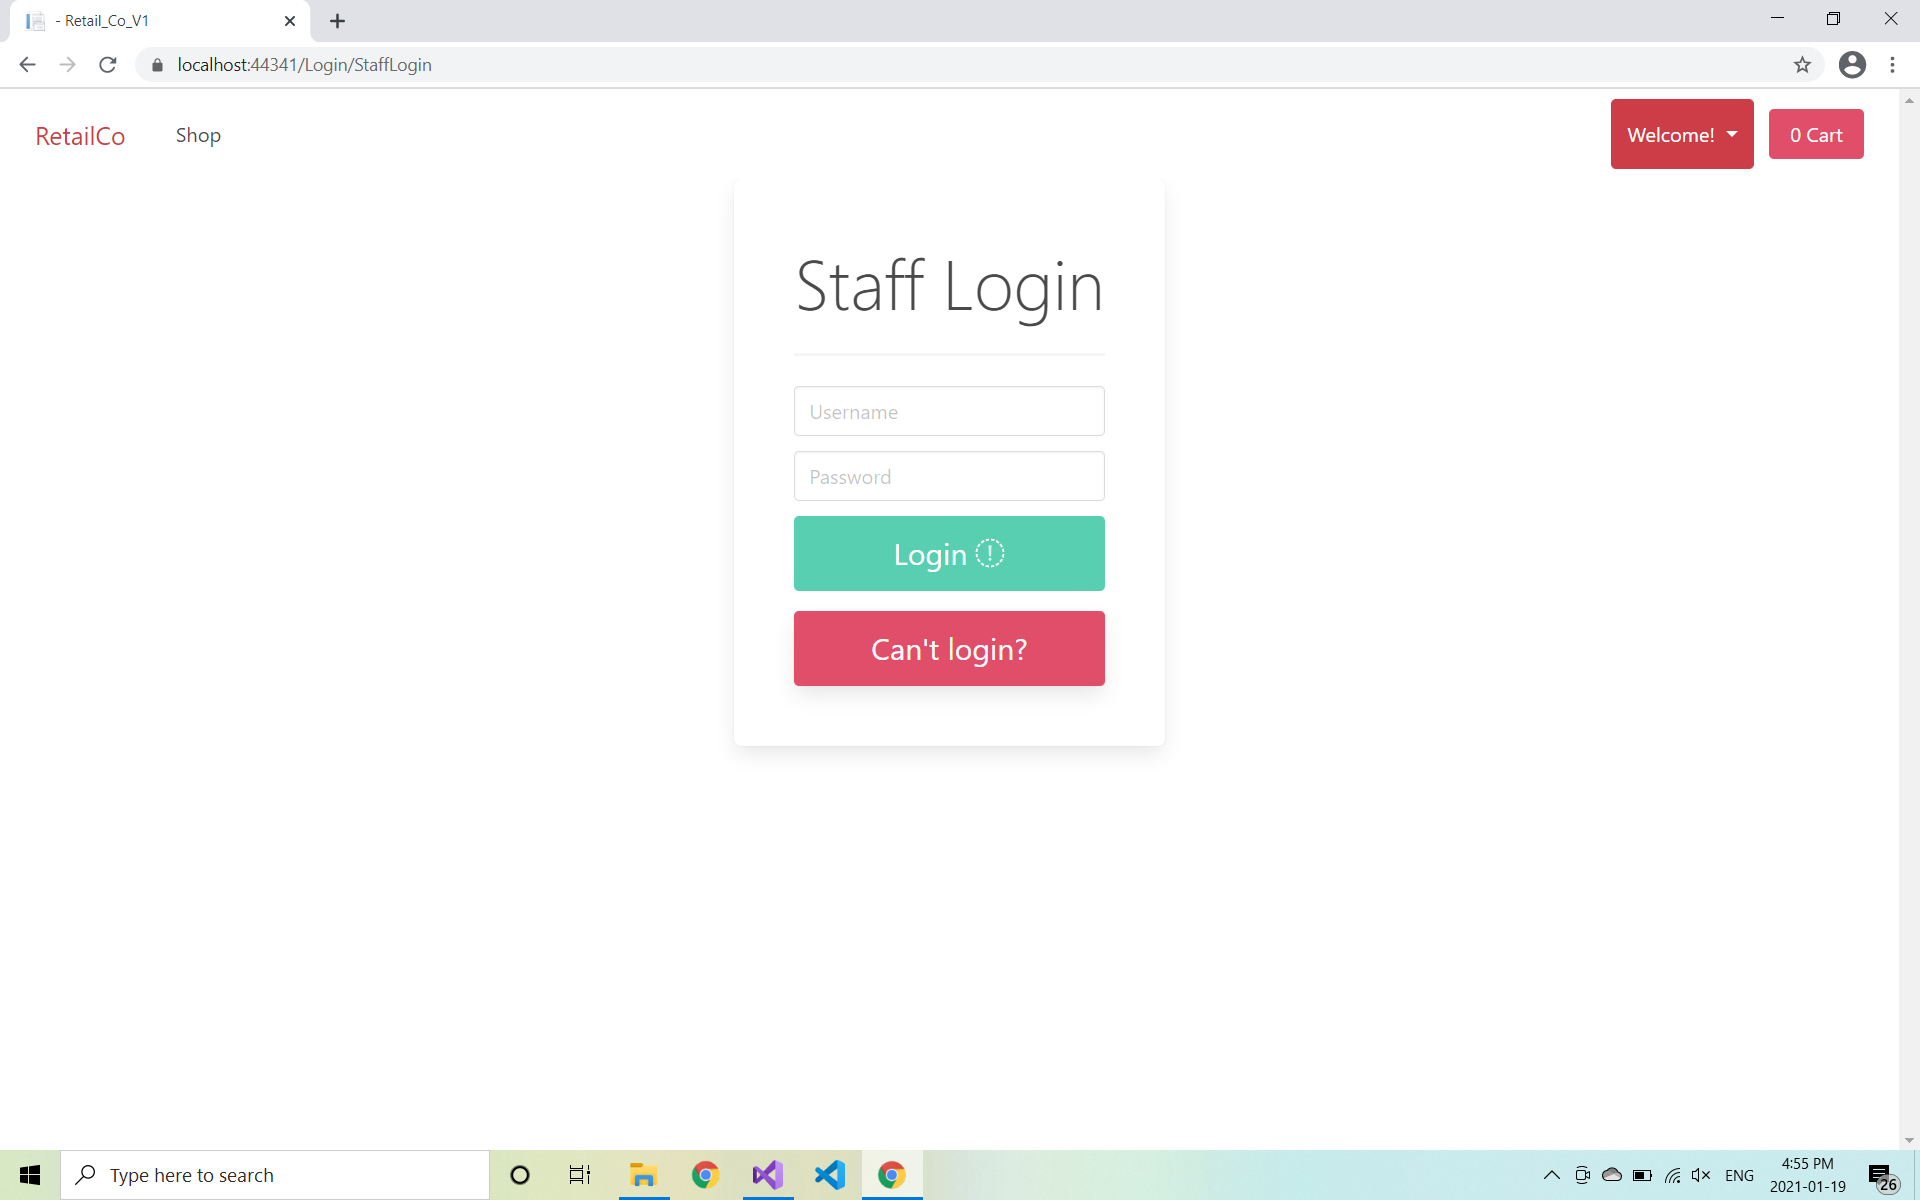 - Retail_Co_V1
localhost:44341/Login/StaffLogin
RetailCo
Shop
Welcome!
0 Cart
Staff Login
Username
Password
Login
Can't login?
Type here to search
ENG
4:55 PM
2021-01-19
26